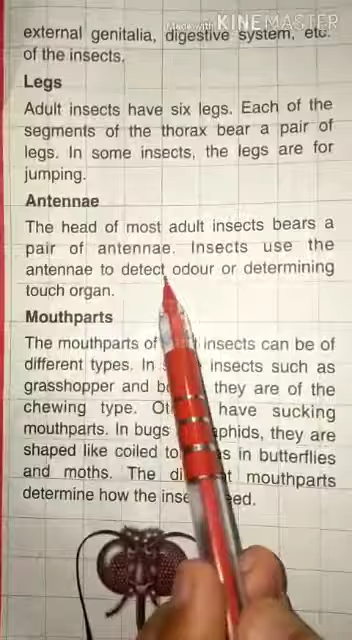 Made with KINEMASTER
external genitalia, digestive system, etc.
of the insects.
Legs
Adult insects have six legs. Each of the
segments of the thorax bear a pair of
legs. In some insects, the legs are for
jumping.
Antennae
The head of most adult insects bears a
pair of antennae. Insects use the
antennae to detect odour or determining
touch organ.
Mouthparts
The mouthparts of insects can be of
different types. In insects such as
grasshopper and they are of the
chewing type. have sucking
mouthparts. In bugs they are
shaped like coiled in butterflies
and moths. The mouthparts
determine how the